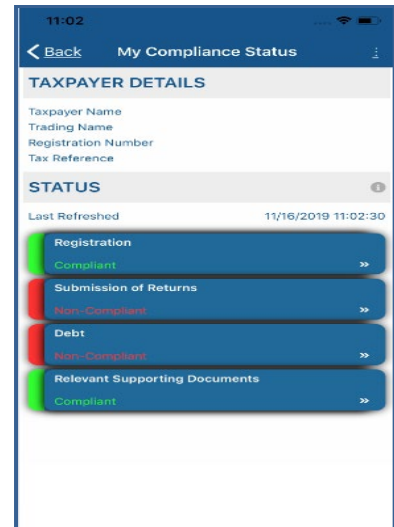 11:02
Back My Compliance Status
TAXPAYER DETAILS
Taxpayer Name
Trading Name
Registration Number
Tax Reference
STATUS
Last Refreshed 11/16/2019 11:02:30
Registration
Compliant »
Submission of Returns
Non-Compliant »
Debt
Non-Compliant »
Relevant Supporting Documents
Compliant »